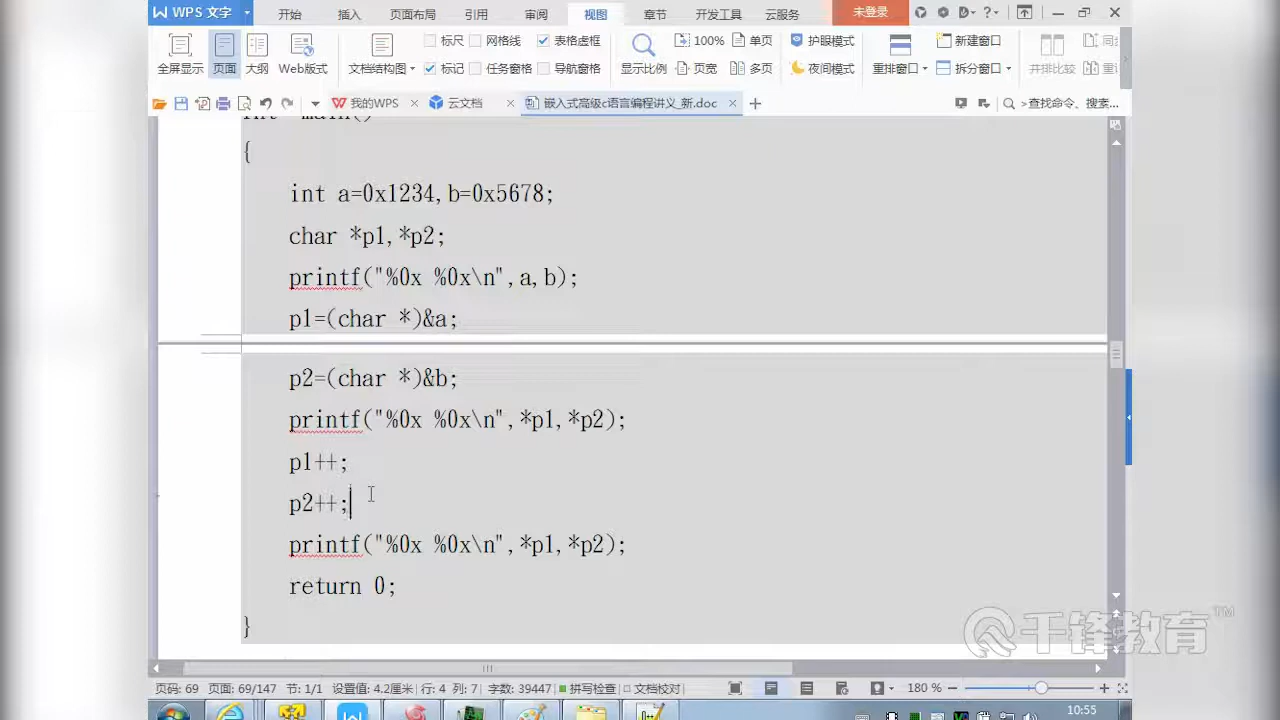 WPS 文字
开始 插入 页面布局 引用 审阅 视图 章节 开发工具 云服务 未登录
标尺 网格线 表格虚框 100% 单页 护眼模式 新建窗口
全屏显示 页面 大纲 Web版式 文档结构图 标记 任务窗格 导航窗格 显示比例 页宽 多页 夜间模式 重排窗口 拆分窗口 并排比较
我的WPS 云文档 嵌入式高级c语言编程讲义_新.doc >查找命令、搜索...
int main()
{
int a=0x1234,b=0x5678;
char *p1,*p2;
printf("%0x %0x\n",a,b);
p1=(char *)&a;
p2=(char *)&b;
printf("%0x %0x\n",*p1,*p2);
p1++;
p2++;
printf("%0x %0x\n",*p1,*p2);
return 0;
}
千锋教育 TM
页码: 69 页面: 69/147 节: 1/1 设置值: 4.2厘米 行: 4 列: 7 字数: 39447 拼写检查 文档校对 180 %
10:55